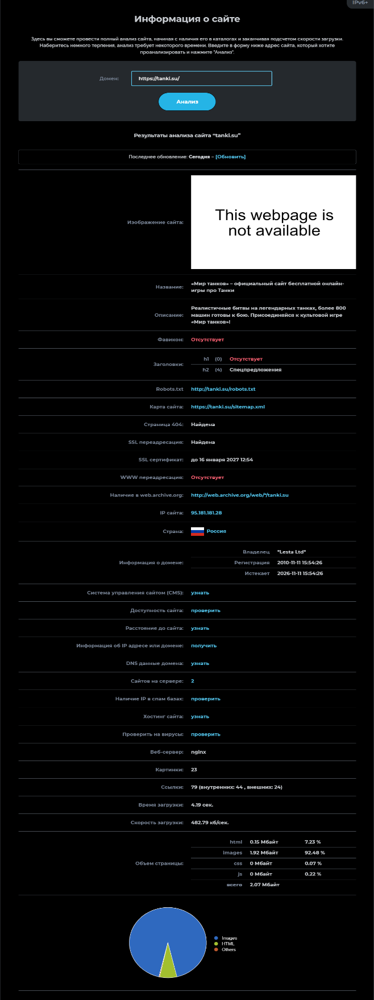 IPv6+
Информация о сайте
Здесь вы сможете провести полный анализ сайта, начиная с наличия его в каталогах и заканчивая подсчетом скорости загрузки.
Наберитесь немного терпения, анализ требует некоторого времени. Введите в форму ниже адрес сайта, который хотите
проанализировать и нажмите "Анализ".
Домен: https://tanki.su/
Анализ
Результаты анализа сайта “tanki.su”
Последнее обновление: Сегодня – [Обновить]
Изображение сайта:
This webpage is
not available
Название: «Мир танков» – официальный сайт бесплатной онлайн-
игры про Танки
Описание: Реалистичные битвы на легендарных танках, более 800
машин готовы к бою. Присоединяйся к культовой игре
«Мир танков»!
Фавикон: Отсутствует
Заголовки: h1 (0) Отсутствует
h2 (4) Спецпредложения
Robots.txt http://tanki.su/robots.txt
Карта сайта: https://tanki.su/sitemap.xml
Страница 404: Найдена
SSL переадресация: Найдена
SSL сертификат: до 16 января 2027 12:54
WWW переадресация: Отсутствует
Наличие в web.archive.org: http://web.archive.org/web/*/tanki.su
IP сайта: 95.181.181.28
Страна: Россия
Информация о домене: Владелец "Lesta Ltd"
Регистрация 2010-11-11 15:54:26
Истекает 2026-11-11 15:54:26
Система управления сайтом (CMS): узнать
Доступность сайта: проверить
Расстояние до сайта: узнать
Информация об IP адресе или домене: получить
DNS данные домена: узнать
Сайтов на сервере: 2
Наличие IP в спам базах: проверить
Хостинг сайта: узнать
Проверить на вирусы: проверить
Веб-сервер: nginx
Картинки: 23
Ссылки: 79 (внутренних: 44 , внешних: 24)
Время загрузки: 4.19 сек.
Скорость загрузки: 482.79 кб/сек.
Объем страницы: html 0.15 Мбайт 7.23 %
images 1.92 Мбайт 92.48 %
css 0 Мбайт 0.07 %
js 0 Мбайт 0.22 %
всего 2.07 Мбайт
Images
HTML
Others